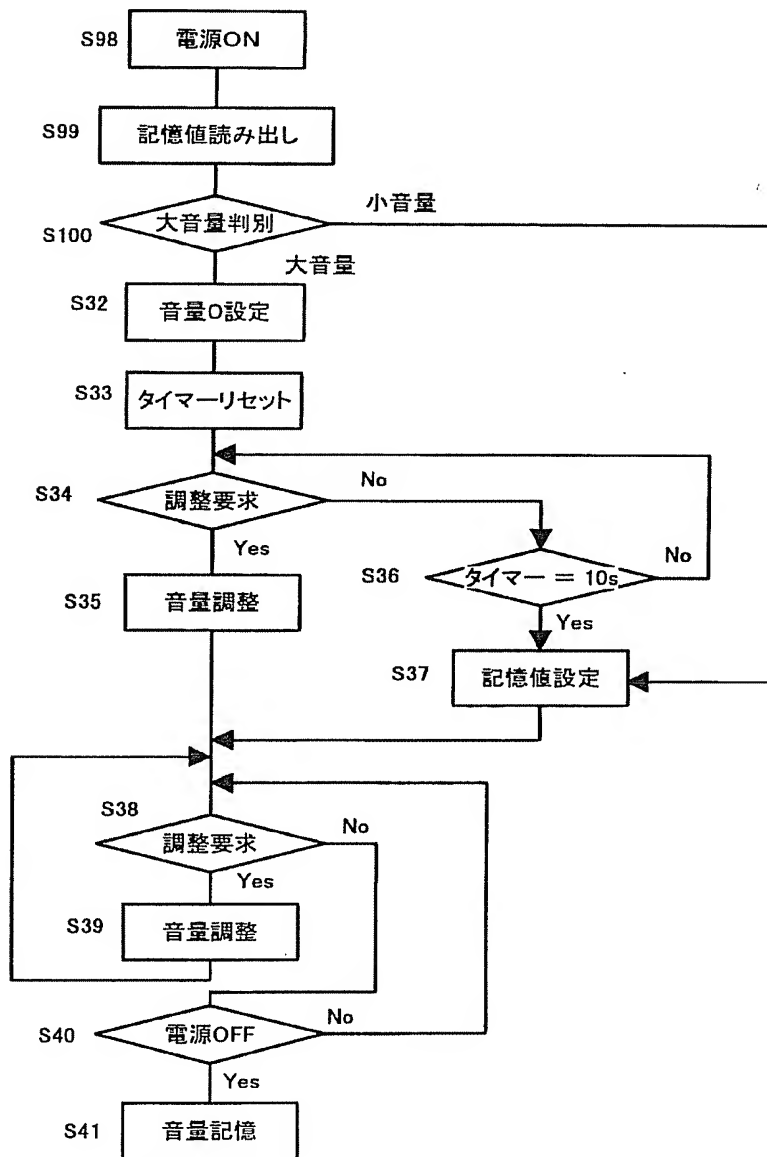 S98
電源ON
S99
記憶値読み出し
S100
大音量判別
小音量
大音量
S32
音量0設定
S33
タイマーリセット
S34
調整要求
No
Yes
S35
音量調整
S36
タイマー = 10s
No
Yes
S37
記憶値設定
S38
調整要求
No
Yes
S39
音量調整
S40
電源OFF
No
Yes
S41
音量記憶